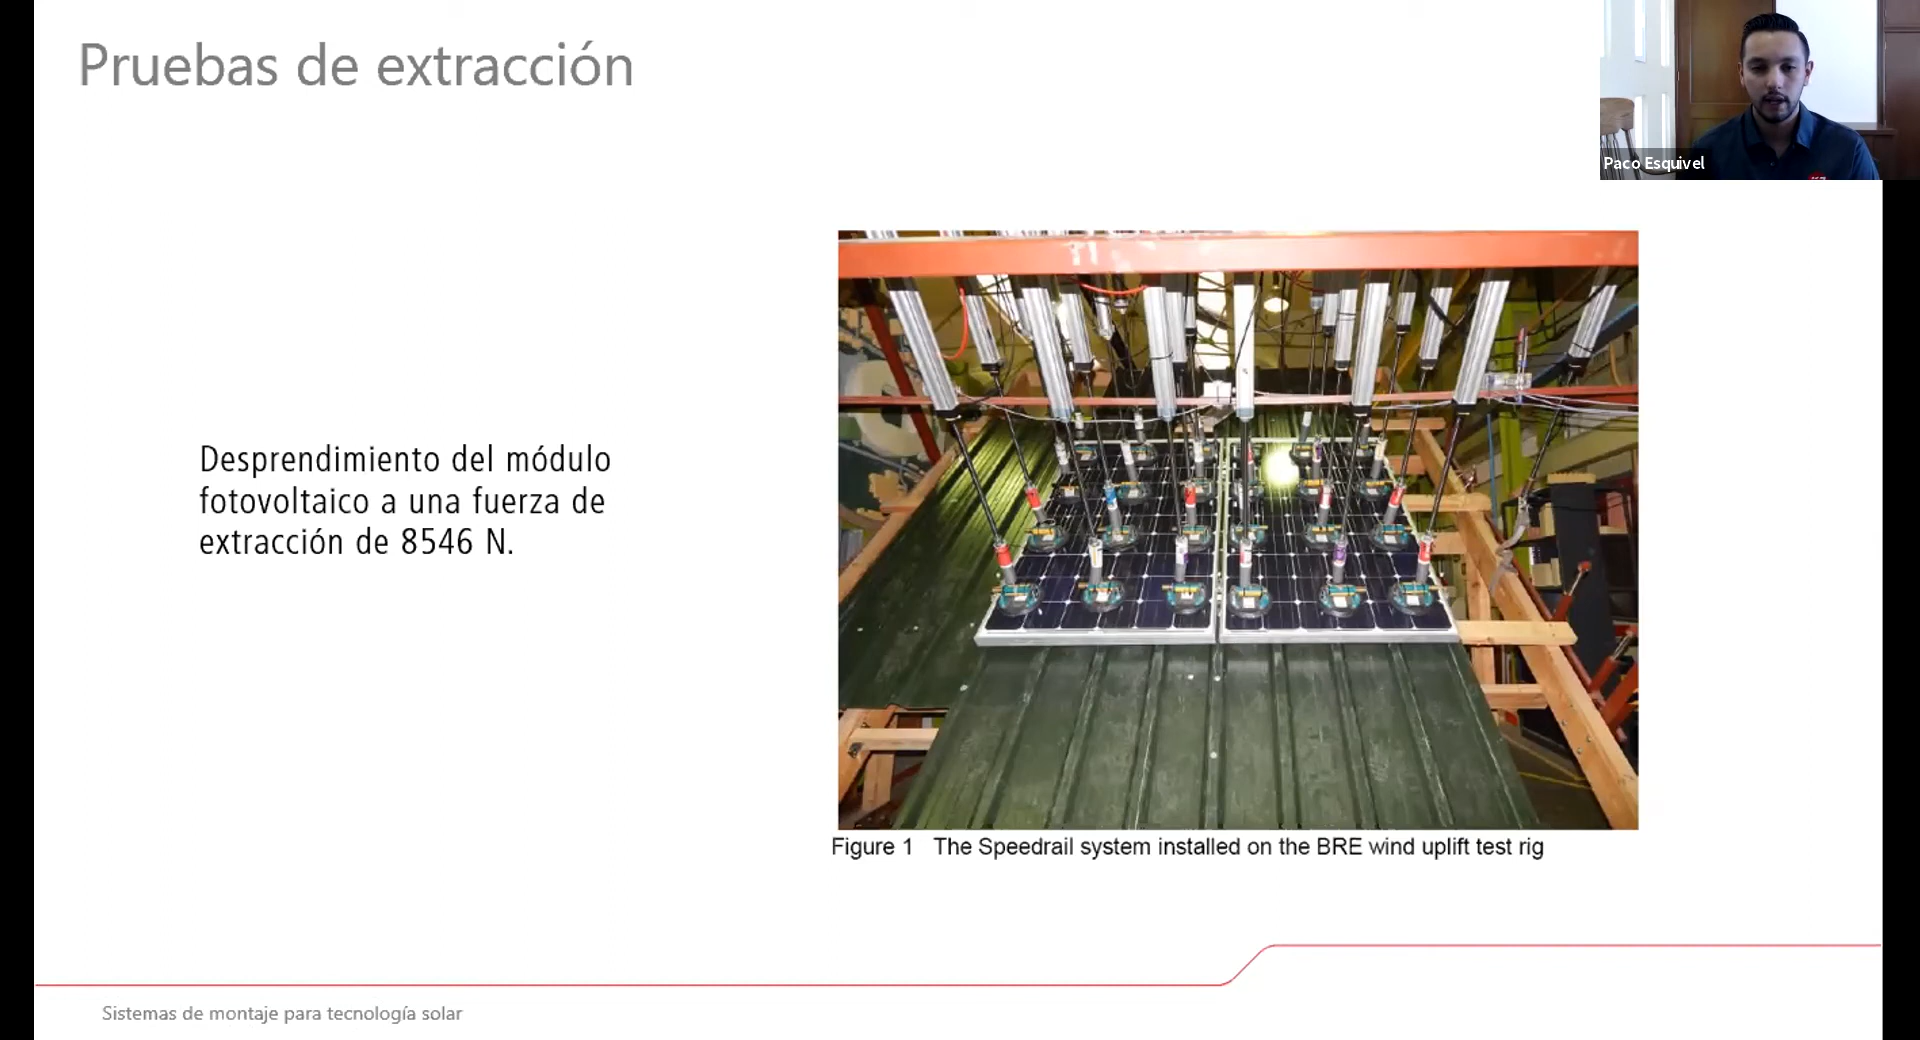 Pruebas de extracción
Paco Esquivel
Desprendimiento del módulo
fotovoltaico a una fuerza de
extracción de 8546 N.
Figure 1 The Speedrail system installed on the BRE wind uplift test rig
Sistemas de montaje para tecnología solar